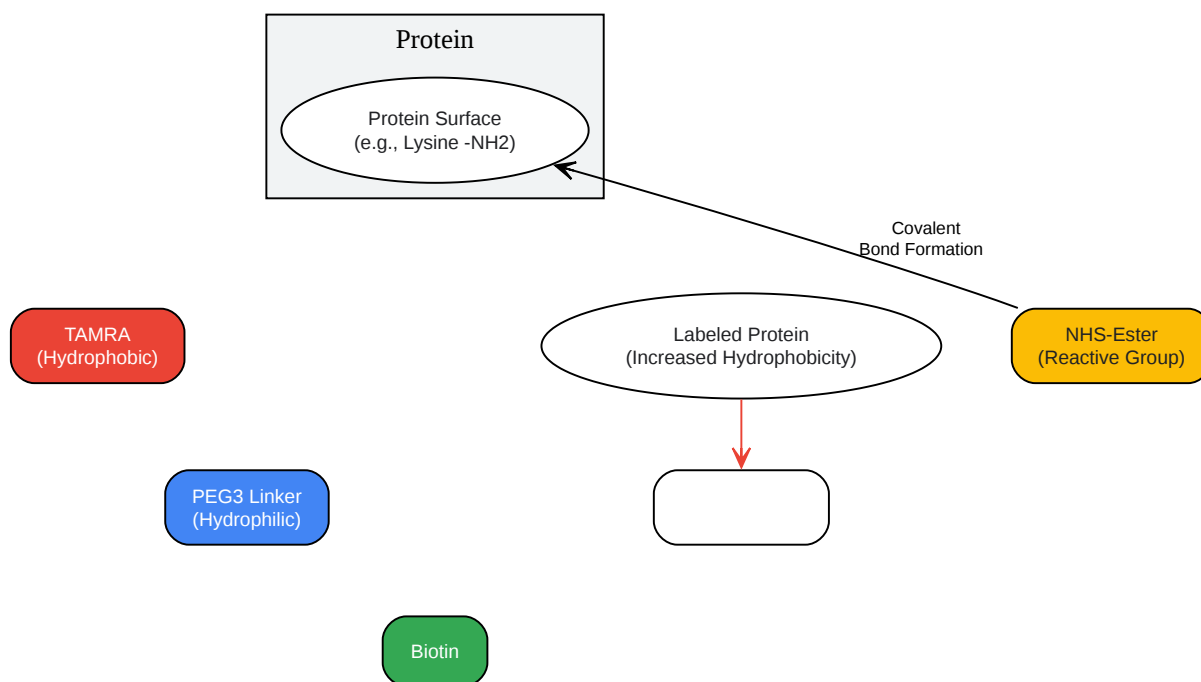 Protein
Protein Surface
(e.g., Lysine -NH2)
Covalent
Bond Formation
TAMRA
(Hydrophobic)
Labeled Protein
(Increased Hydrophobicity)
NHS-Ester
(Reactive Group)
PEG3 Linker
(Hydrophilic)
Biotin